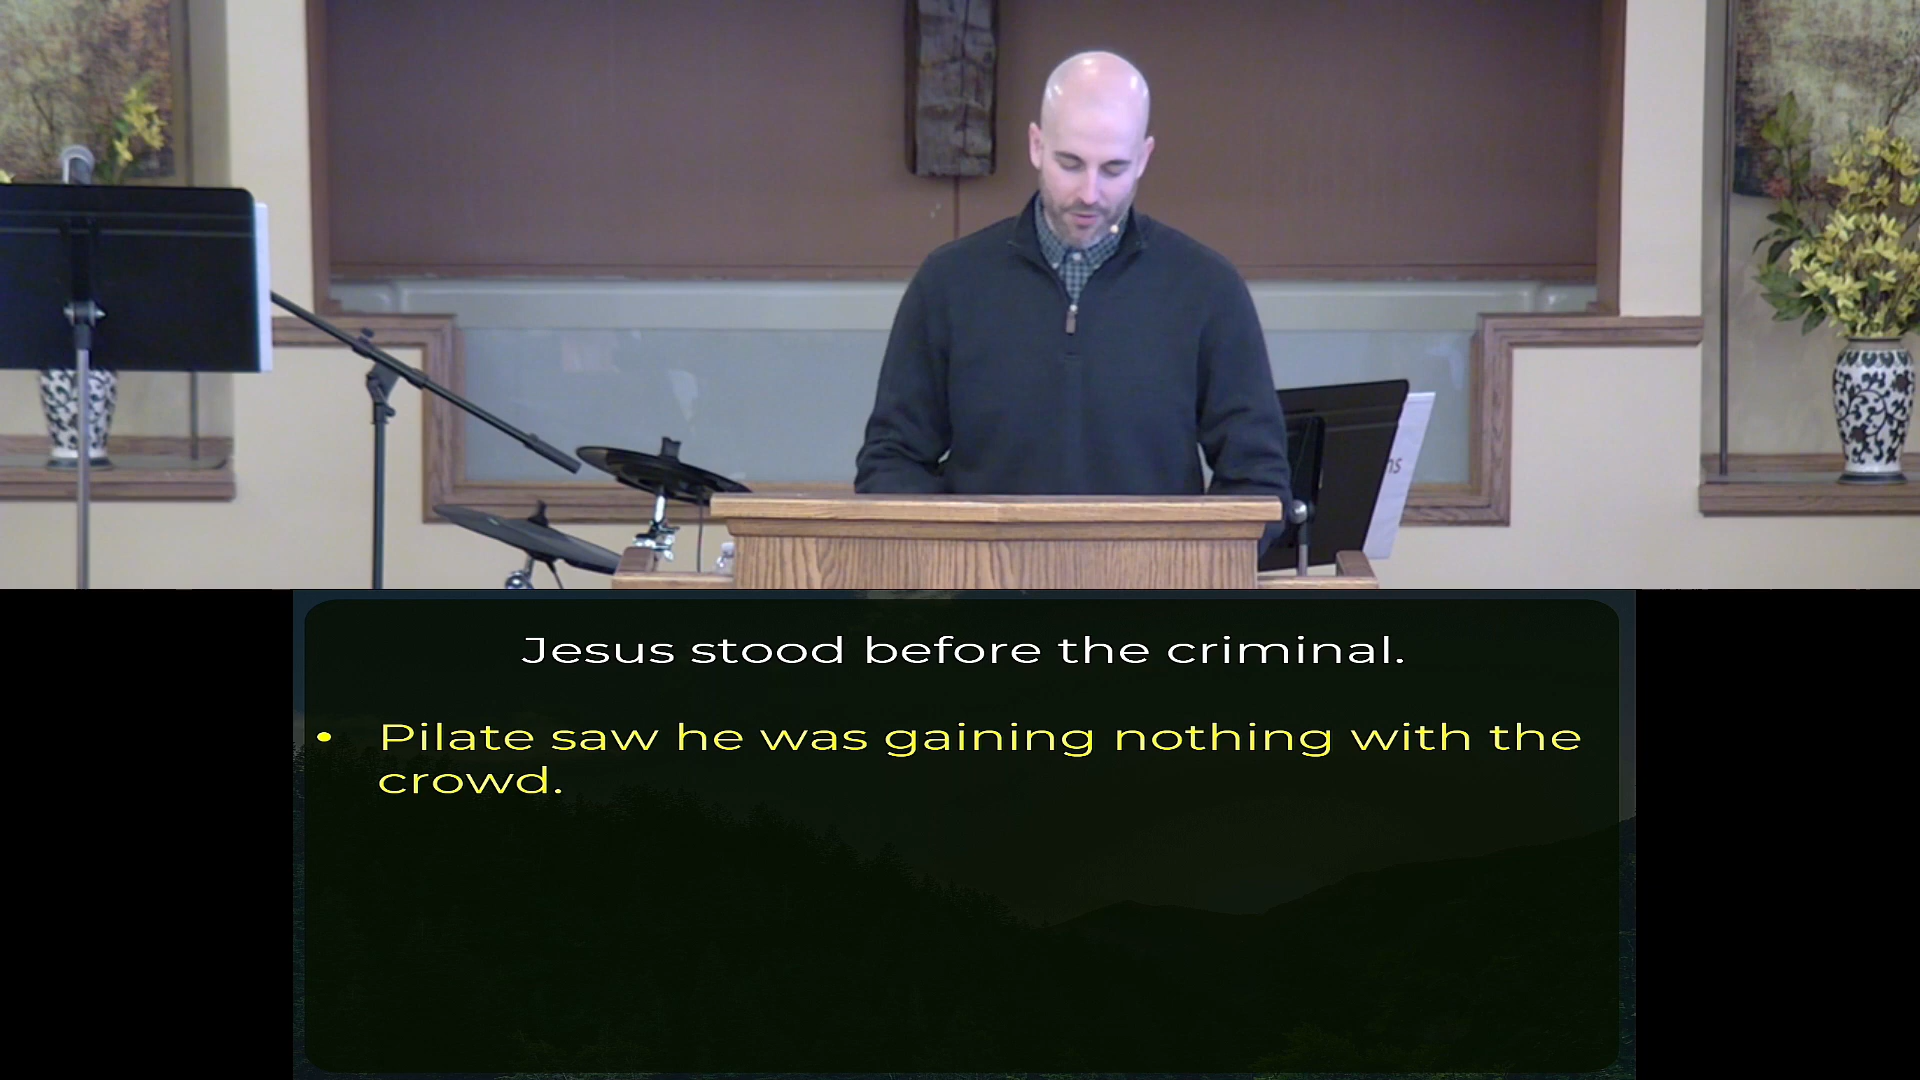 Jesus stood before the criminal.
• Pilate saw he was gaining nothing with the
crowd.